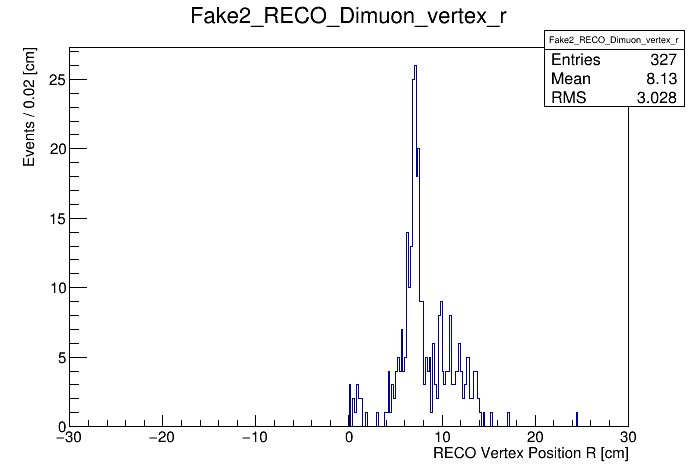 Fake2_RECO_Dimuon_vertex_r
Fake2_RECO_Dimuon_vertex_r
Entries 327
Mean 8.13
RMS 3.028
Events / 0.02 [cm]
25
20
15
10
5
0
−30 −20 −10 0 10 20 30
RECO Vertex Position R [cm]